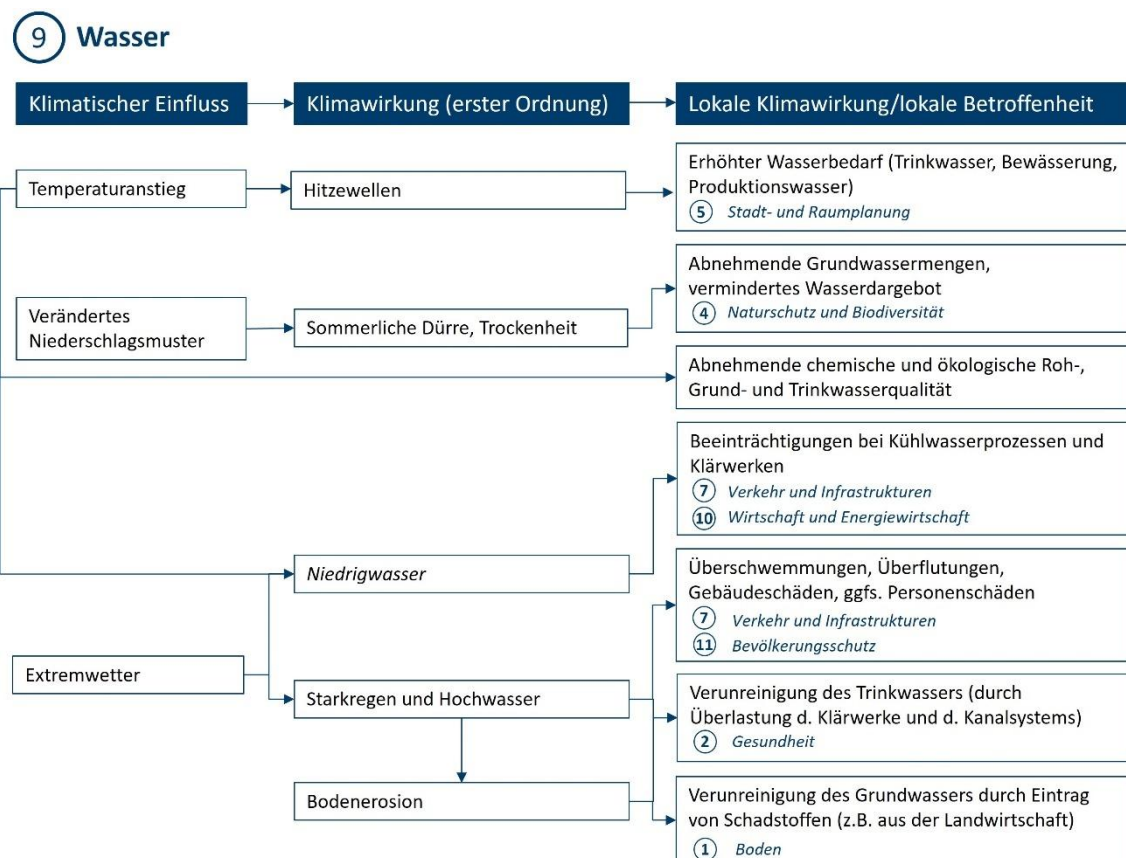 9 Wasser
Klimatischer Einfluss
Klimawirkung (erster Ordnung)
Lokale Klimawirkung/lokale Betroffenheit
Temperaturanstieg
Hitzewellen
Erhöhter Wasserbedarf (Trinkwasser, Bewässerung,
Produktionswasser)
5 Stadt- und Raumplanung
Verändertes
Niederschlagsmuster
Sommerliche Dürre, Trockenheit
Abnehmende Grundwassermengen,
vermindertes Wasserdargebot
4 Naturschutz und Biodiversität
Abnehmende chemische und ökologische Roh-,
Grund- und Trinkwasserqualität
Beeinträchtigungen bei Kühlwasserprozessen und
Klärwerken
7 Verkehr und Infrastrukturen
10 Wirtschaft und Energiewirtschaft
Niedrigwasser
Überschwemmungen, Überflutungen,
Gebäudeschäden, ggfs. Personenschäden
7 Verkehr und Infrastrukturen
11 Bevölkerungsschutz
Extremwetter
Starkregen und Hochwasser
Verunreinigung des Trinkwassers (durch
Überlastung d. Klärwerke und d. Kanalsystems)
2 Gesundheit
Bodenerosion
Verunreinigung des Grundwassers durch Eintrag
von Schadstoffen (z.B. aus der Landwirtschaft)
1 Boden